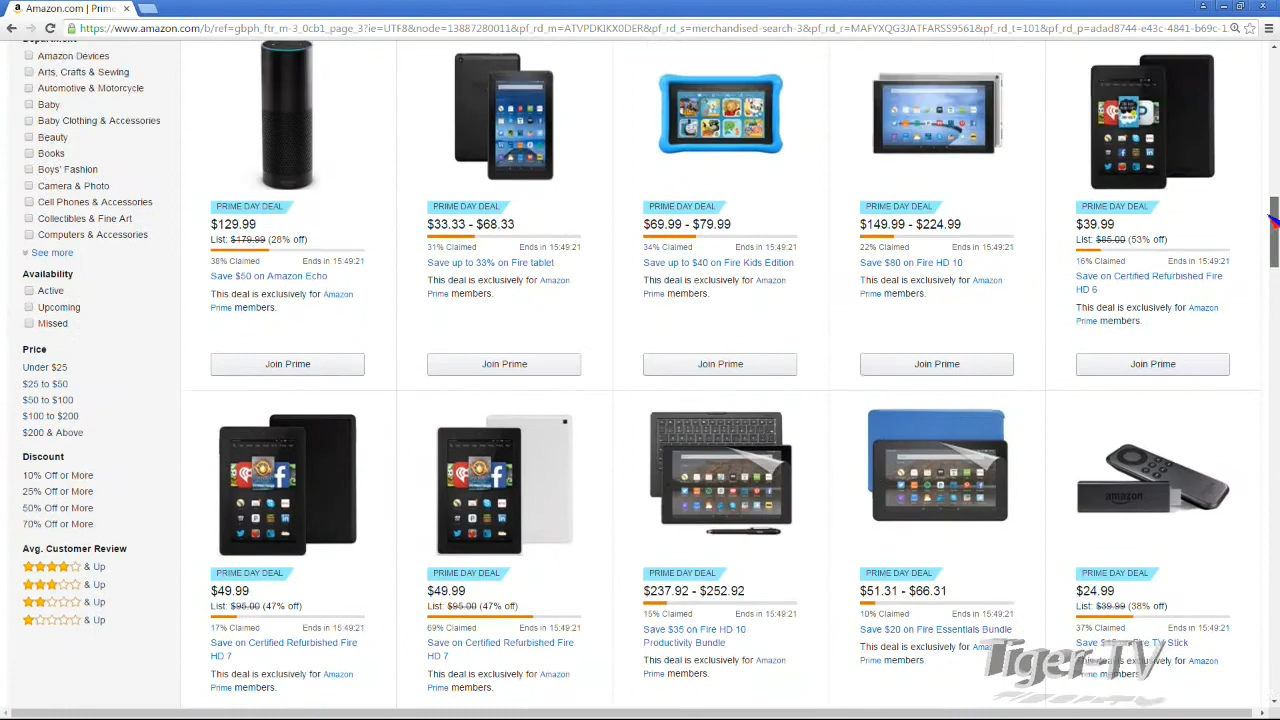 Amazon.com | Prime
https://www.amazon.com/b/ref=gbph_ftr_m-3_0cb1_page_3?ie=UTF8&node=13887280011&pf_rd_m=ATVPDKIKX0DER&pf_rd_s=merchandised-search-3&pf_rd_r=MAFYXQG3JATFARSS9561&pf_rd_t=101&pf_rd_p=adad8744-e43c-4841-b69c-1
Amazon Devices
Arts, Crafts & Sewing
Automotive & Motorcycle
Baby
Baby Clothing & Accessories
Beauty
Books
Boys' Fashion
Camera & Photo
Cell Phones & Accessories
Collectibles & Fine Art
Computers & Accessories
See more
Availability
Active
Upcoming
Missed
Price
Under $25
$25 to $50
$50 to $100
$100 to $200
$200 & Above
Discount
10% Off or More
25% Off or More
50% Off or More
70% Off or More
Avg. Customer Review
& Up
& Up
& Up
& Up
PRIME DAY DEAL
$129.99
List: $179.99 (28% off)
38% Claimed Ends in 15:49:21
Save $50 on Amazon Echo
This deal is exclusively for Amazon
Prime members.
Join Prime
PRIME DAY DEAL
$33.33 - $68.33
31% Claimed Ends in 15:49:21
Save up to 33% on Fire tablet
This deal is exclusively for Amazon
Prime members.
Join Prime
PRIME DAY DEAL
$69.99 - $79.99
34% Claimed Ends in 15:49:21
Save up to $40 on Fire Kids Edition
This deal is exclusively for Amazon
Prime members.
Join Prime
PRIME DAY DEAL
$149.99 - $224.99
22% Claimed Ends in 15:49:21
Save $80 on Fire HD 10
This deal is exclusively for Amazon
Prime members.
Join Prime
PRIME DAY DEAL
$39.99
List: $85.00 (53% off)
16% Claimed Ends in 15:49:21
Save on Certified Refurbished Fire
HD 6
This deal is exclusively for Amazon
Prime members.
Join Prime
PRIME DAY DEAL
$49.99
List: $95.00 (47% off)
17% Claimed Ends in 15:49:21
Save on Certified Refurbished Fire
HD 7
This deal is exclusively for Amazon
Prime members.
PRIME DAY DEAL
$49.99
List: $95.00 (47% off)
69% Claimed Ends in 15:49:21
Save on Certified Refurbished Fire
HD 7
This deal is exclusively for Amazon
Prime members.
PRIME DAY DEAL
$237.92 - $252.92
15% Claimed Ends in 15:49:21
Save $35 on Fire HD 10
Productivity Bundle
This deal is exclusively for Amazon
Prime members.
PRIME DAY DEAL
$51.31 - $66.31
10% Claimed Ends in 15:49:21
Save $20 on Fire Essentials Bundle
This deal is exclusively for
Prime members.
amazon
PRIME DAY DEAL
$24.99
List: $39.99 (38% off)
37% Claimed Ends in 15:49:21
Save on Fire TV Stick
deal is exclusively for Amazon
Prime members.
Tiger-TV